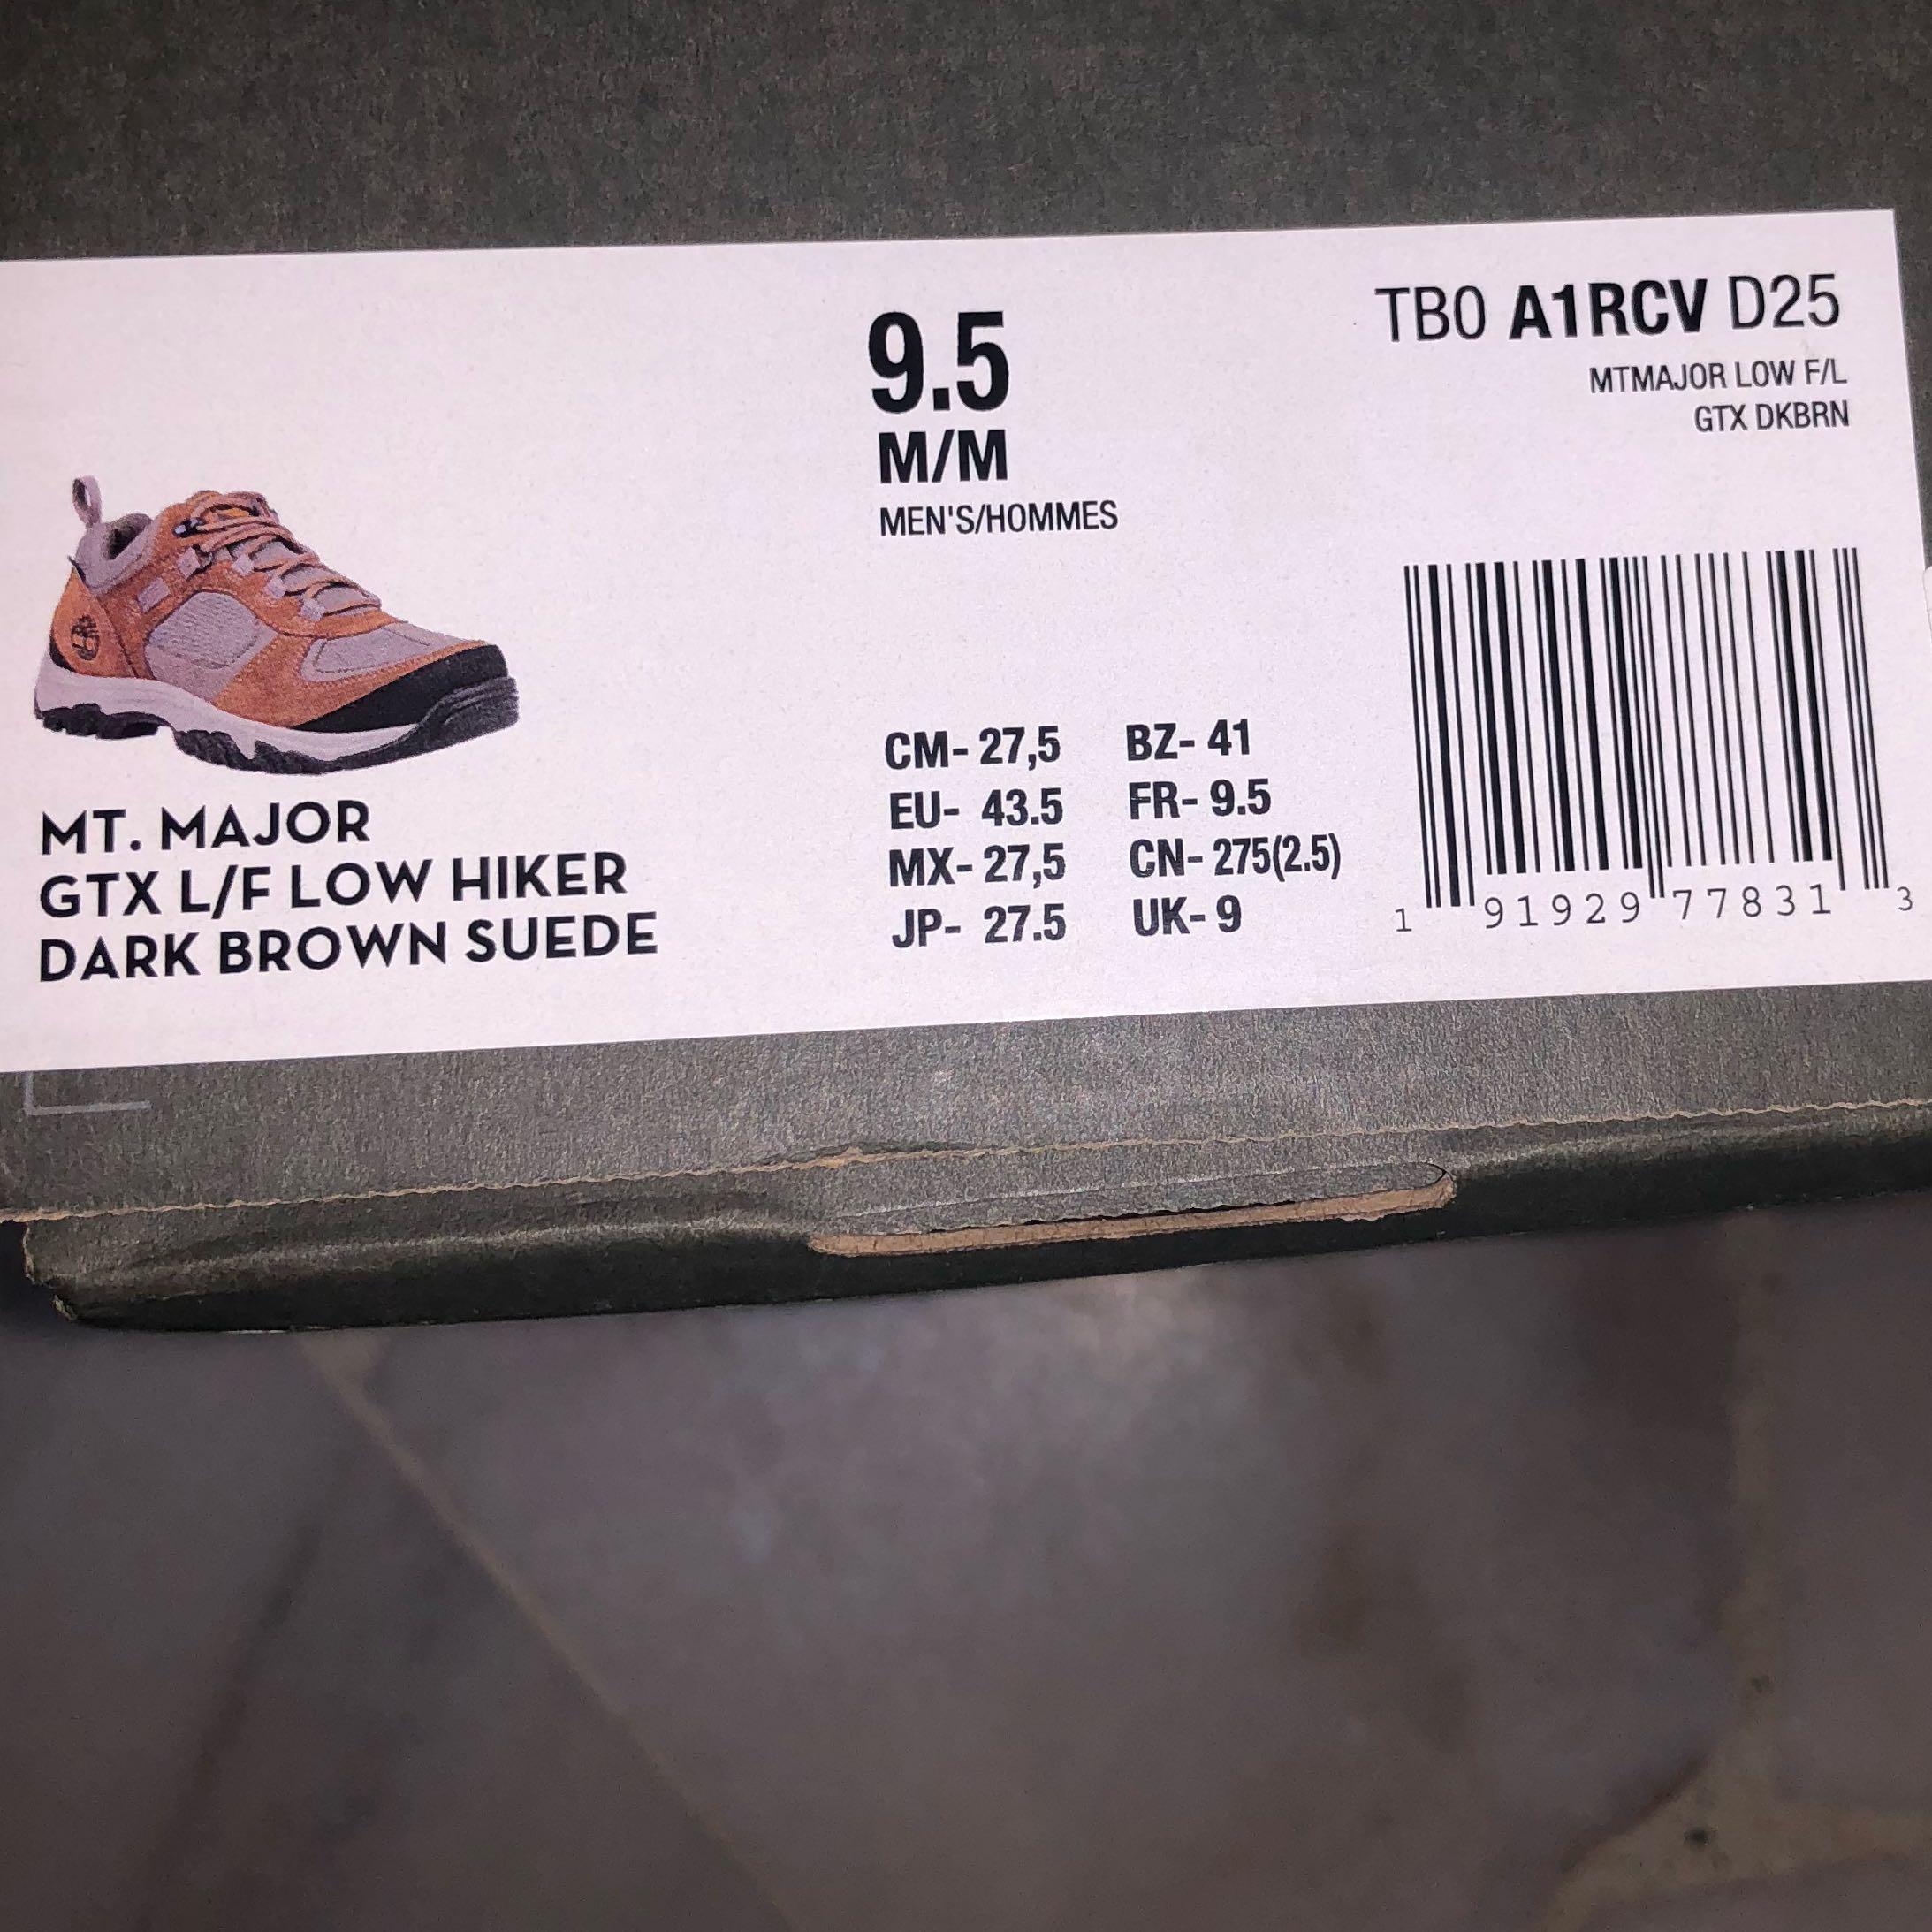 9.5
M/M
MEN'S/HOMMES
TB0 A1RCV D25
MTMAJOR LOW F/L
GTX DKBRN
MT. MAJOR
GTX L/F LOW HIKER
DARK BROWN SUEDE
CM- 27,5 BZ- 41
EU- 43.5 FR- 9.5
MX- 27,5 CN- 275(2.5)
JP- 27.5 UK- 9
1 91929 77831 3